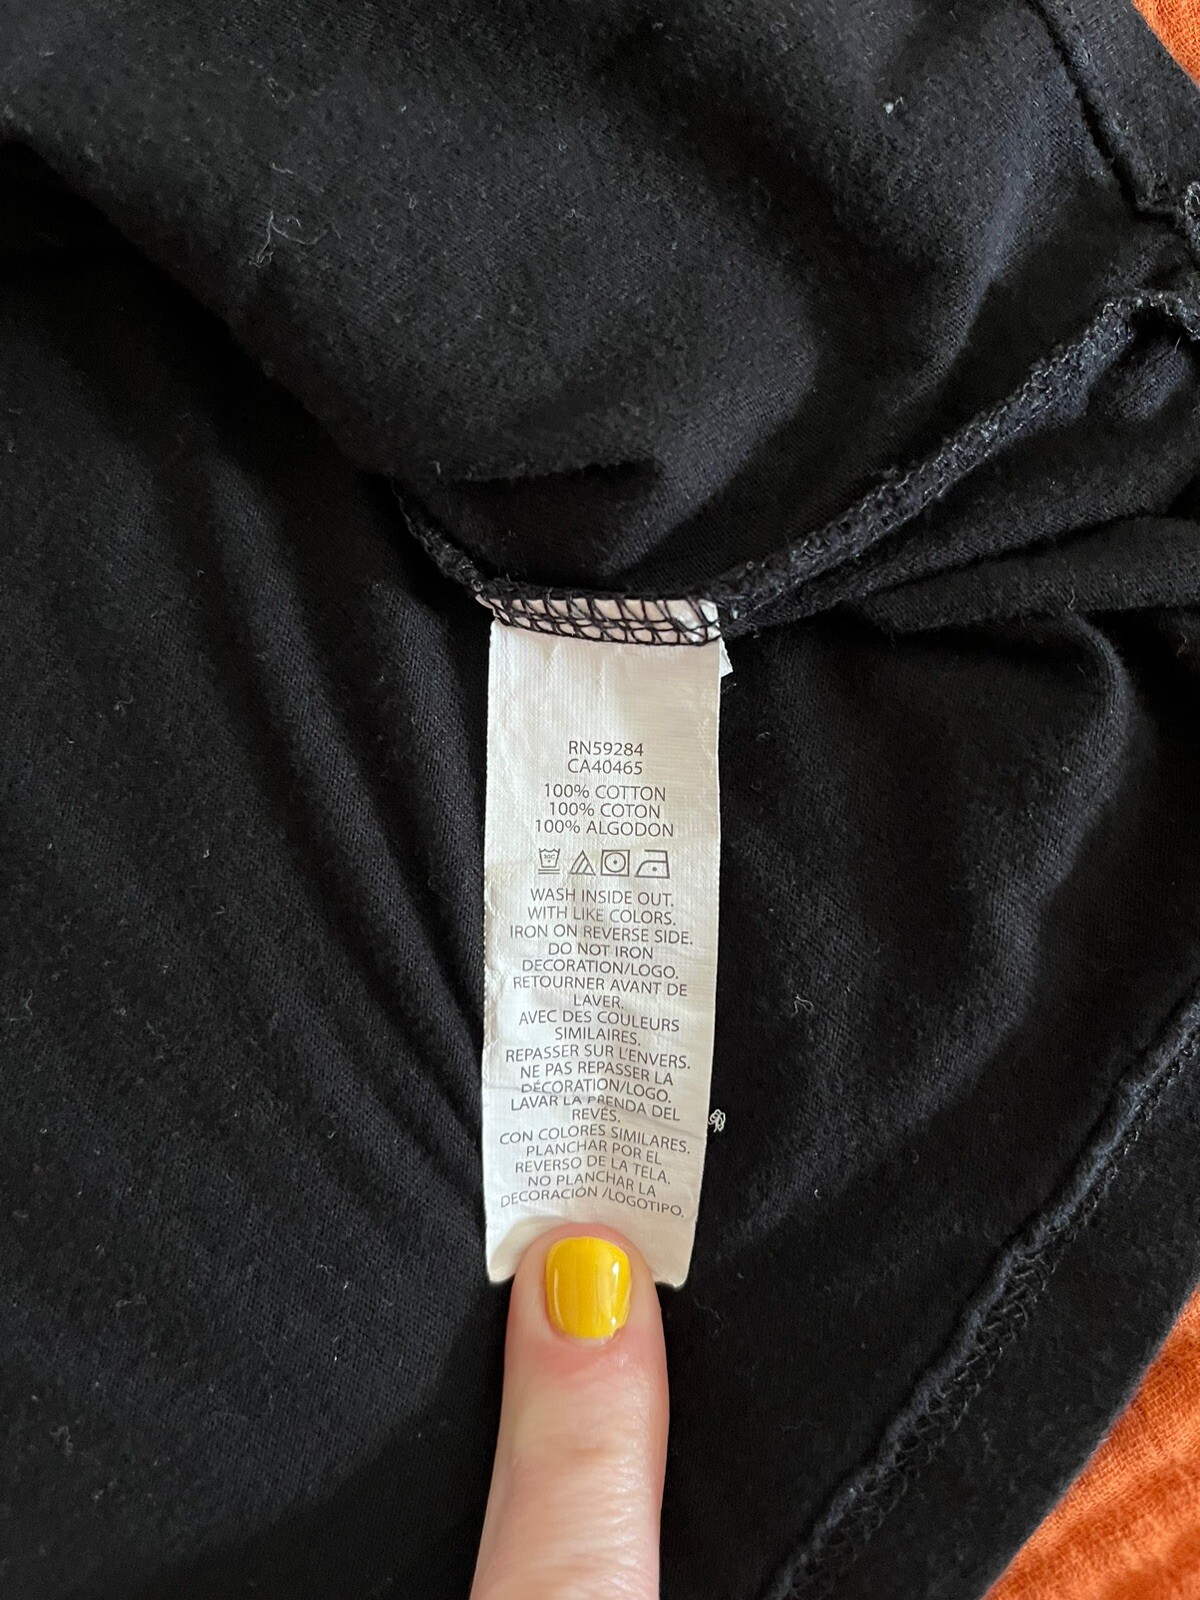 RN59284
CA40465
100% COTTON
100% COTON
100% ALGODON
30C
WASH INSIDE OUT.
WITH LIKE COLORS.
IRON ON REVERSE SIDE.
DO NOT IRON
DECORATION/LOGO.
RETOURNER AVANT DE
LAVER.
AVEC DES COULEURS
SIMILAIRES.
REPASSER SUR L'ENVERS.
NE PAS REPASSER LA
DÉCORATION/LOGO.
LAVAR LA PRENDA DEL
REVÉS.
CON COLORES SIMILARES.
PLANCHAR POR EL
REVERSO DE LA TELA.
NO PLANCHAR LA
DECORACIÓN /LOGOTIPO.